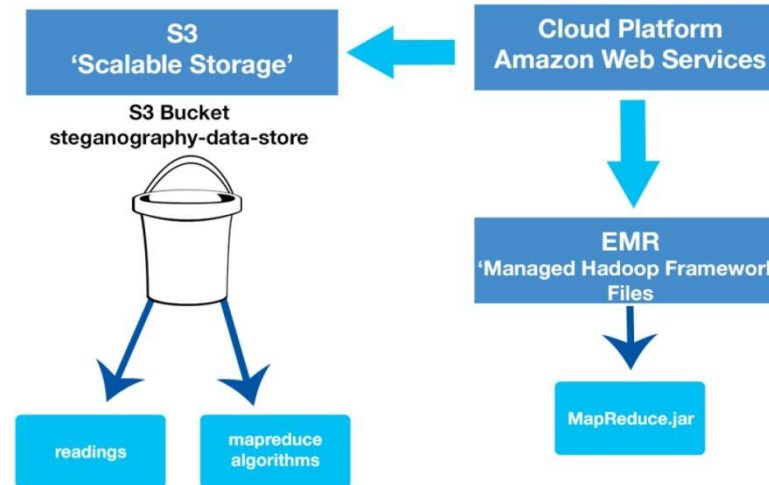 S3
‘Scalable Storage’
Cloud Platform
Amazon Web Services
S3 Bucket
steganography-data-store
EMR
‘Managed Hadoop Framework
Files
readings
mapreduce
algorithms
MapReduce.jar